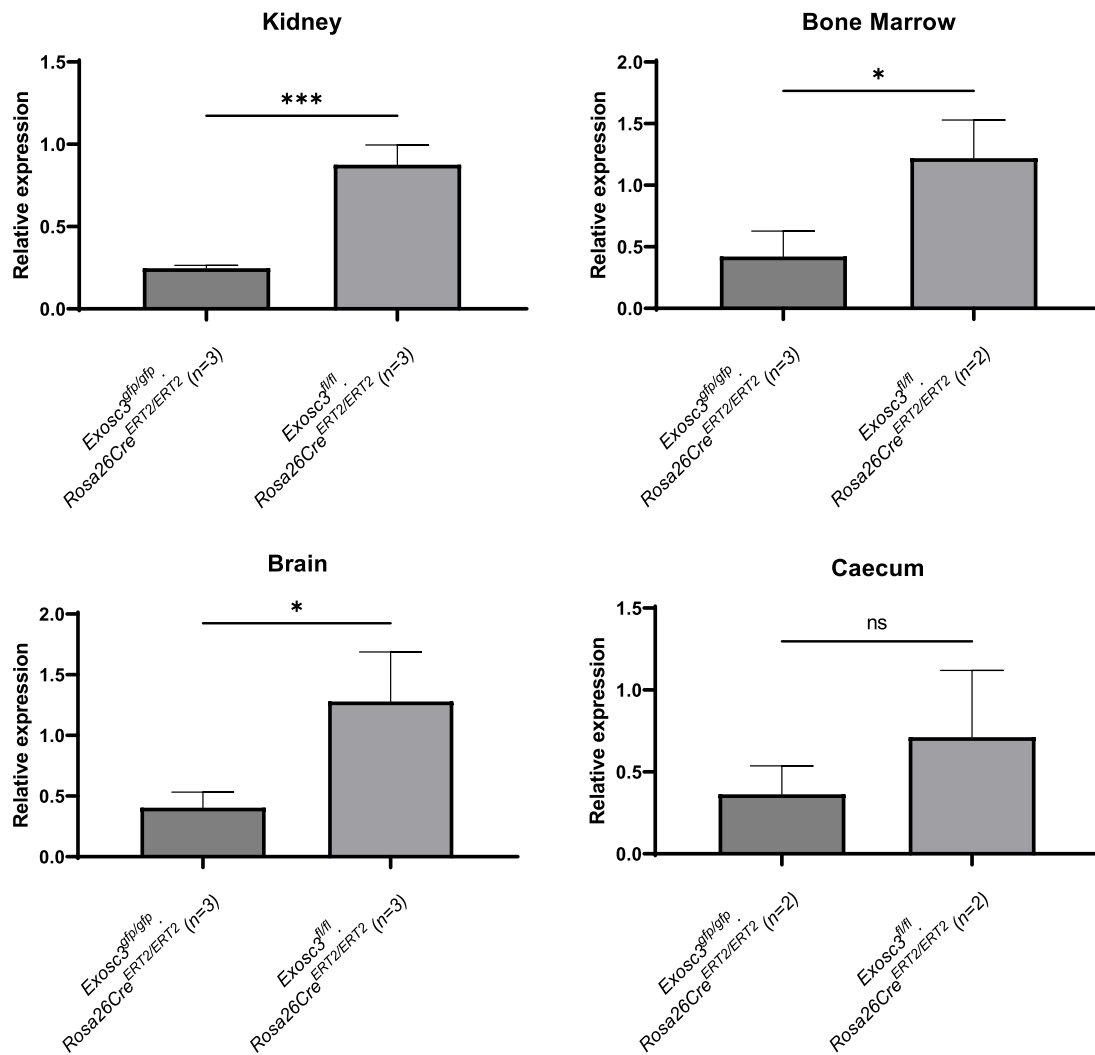 Kidney
Relative expression
1.5
1.0
0.5
0.0
***
Exosc3gfp/gfp.
Rosa26CreERT2/ERT2 (n=3)
Exosc3fl/fl.
Rosa26CreERT2/ERT2 (n=3)
Bone Marrow
Relative expression
2.0
1.5
1.0
0.5
0.0
*
Exosc3gfp/gfp.
Rosa26CreERT2/ERT2 (n=3)
Exosc3fl/fl.
Rosa26CreERT2/ERT2 (n=2)
Brain
Relative expression
2.0
1.5
1.0
0.5
0.0
*
Exosc3gfp/gfp.
Rosa26CreERT2/ERT2 (n=3)
Exosc3fl/fl.
Rosa26CreERT2/ERT2 (n=3)
Caecum
Relative expression
1.5
1.0
0.5
0.0
ns
Exosc3gfp/gfp.
Rosa26CreERT2/ERT2 (n=2)
Exosc3fl/fl.
Rosa26CreERT2/ERT2 (n=2)